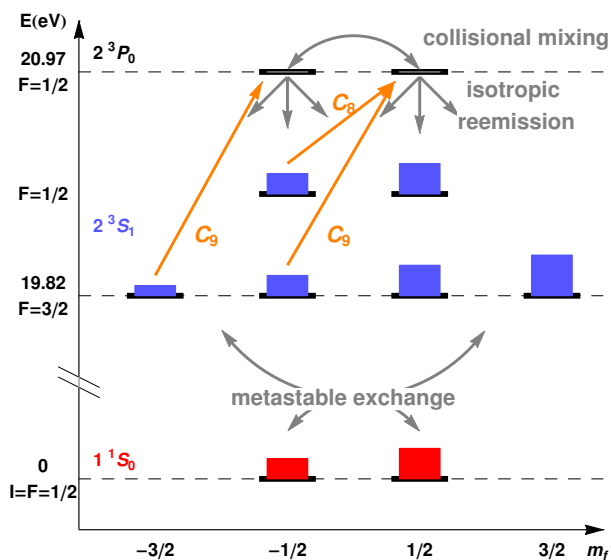 E(eV)
20.97
F=1/2
2 ³P₀
collisional mixing
isotropic
reemission
C₈
F=1/2
2 ³S₁
C₉
C₉
19.82
F=3/2
metastable exchange
0
I=F=1/2
1 ¹S₀
−3/2
−1/2
1/2
3/2
m_f